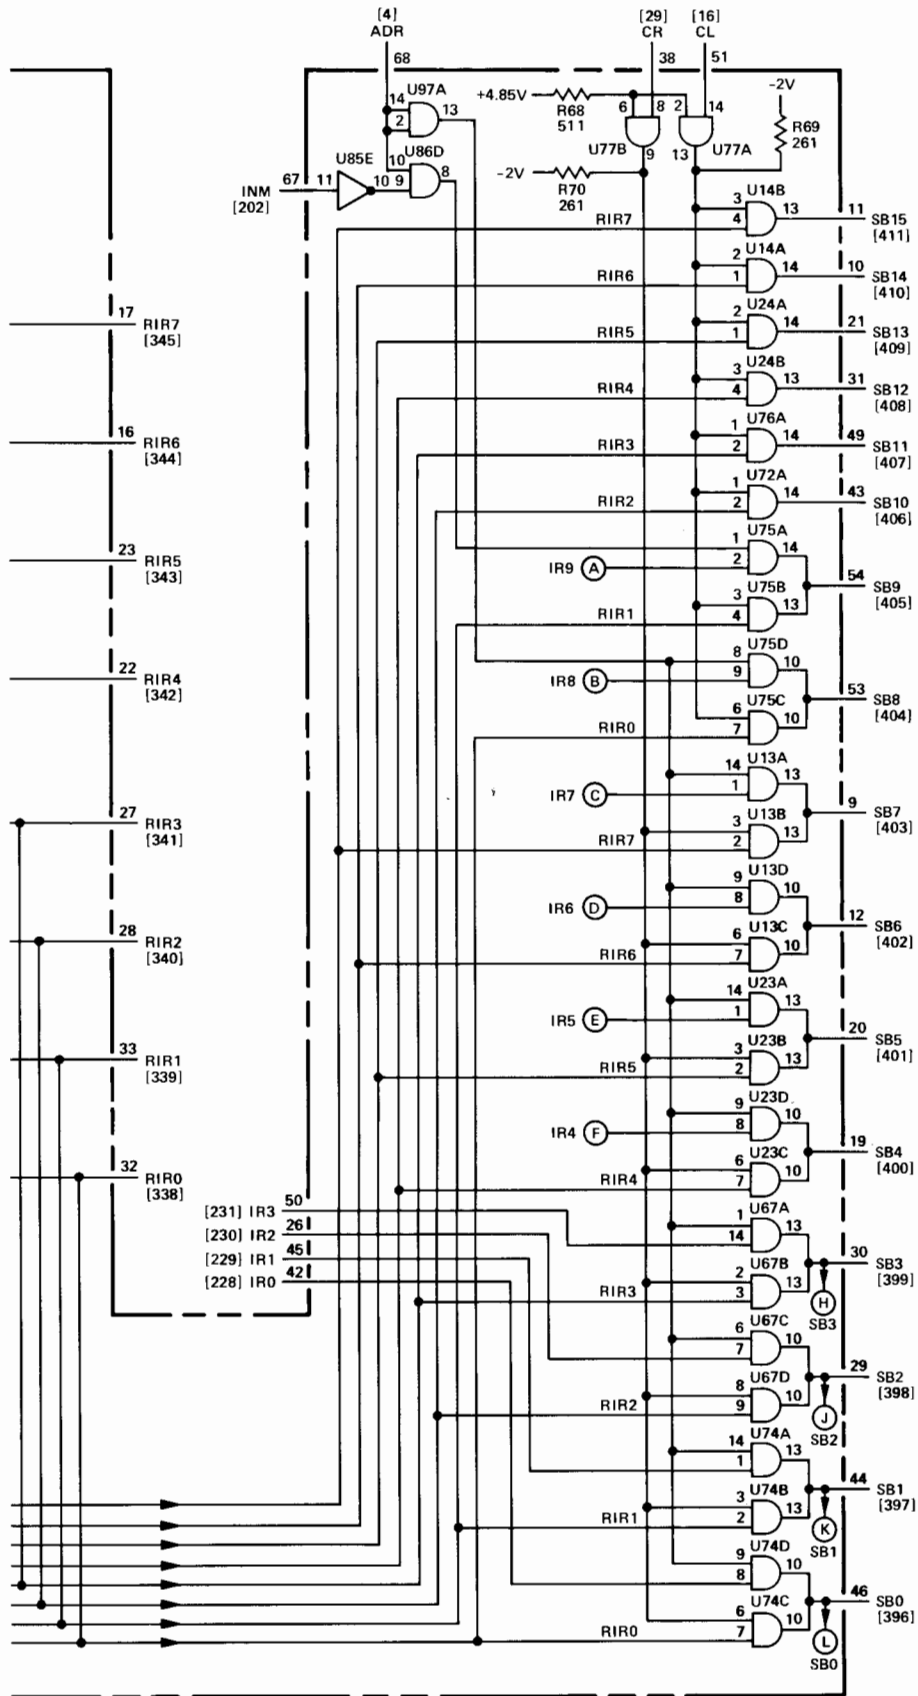 [4]
ADR
68
[29]
CR
38
[16]
CL
51
U97A
14
2
13
+4.85V
R68
511
6
8
2
14
-2V
R69
261
U77B
9
13
U77A
U85E
U86D
10
8
INM
[202]
67
11
10
9
-2V
R70
261
U14B
RIR7
3
4
13
11
SB15
[411]
U14A
RIR6
2
1
14
10
SB14
[410]
U24A
RIR5
2
1
14
21
SB13
[409]
17
RIR7
[345]
U24B
RIR4
3
4
13
31
SB12
[408]
U76A
RIR3
1
2
14
49
SB11
[407]
16
RIR6
[344]
U72A
RIR2
1
2
14
43
SB10
[406]
U75A
IR9
A
1
2
14
54
SB9
[405]
23
RIR5
[343]
U75B
RIR1
3
4
13
U75D
IR8
B
8
9
10
53
SB8
[404]
22
RIR4
[342]
U75C
RIR0
6
7
10
U13A
IR7
C
14
1
13
9
SB7
[403]
27
RIR3
[341]
U13B
RIR7
3
2
13
U13D
IR6
D
9
8
10
12
SB6
[402]
28
RIR2
[340]
U13C
RIR6
6
7
10
U23A
IR5
E
14
1
13
20
SB5
[401]
33
RIR1
[339]
U23B
RIR5
3
2
13
U23D
IR4
F
9
8
10
19
SB4
[400]
32
RIR0
[338]
U23C
RIR4
6
7
10
[231] IR3
50
[230] IR2
26
[229] IR1
45
[228] IR0
42
U67A
1
14
13
30
SB3
[399]
U67B
RIR3
2
3
13
H
SB3
U67C
6
7
10
29
SB2
[398]
U67D
RIR2
8
9
10
J
SB2
U74A
14
1
13
44
SB1
[397]
U74B
RIR1
3
2
13
K
SB1
U74D
9
8
10
46
SB0
[396]
U74C
RIR0
6
7
10
L
SB0